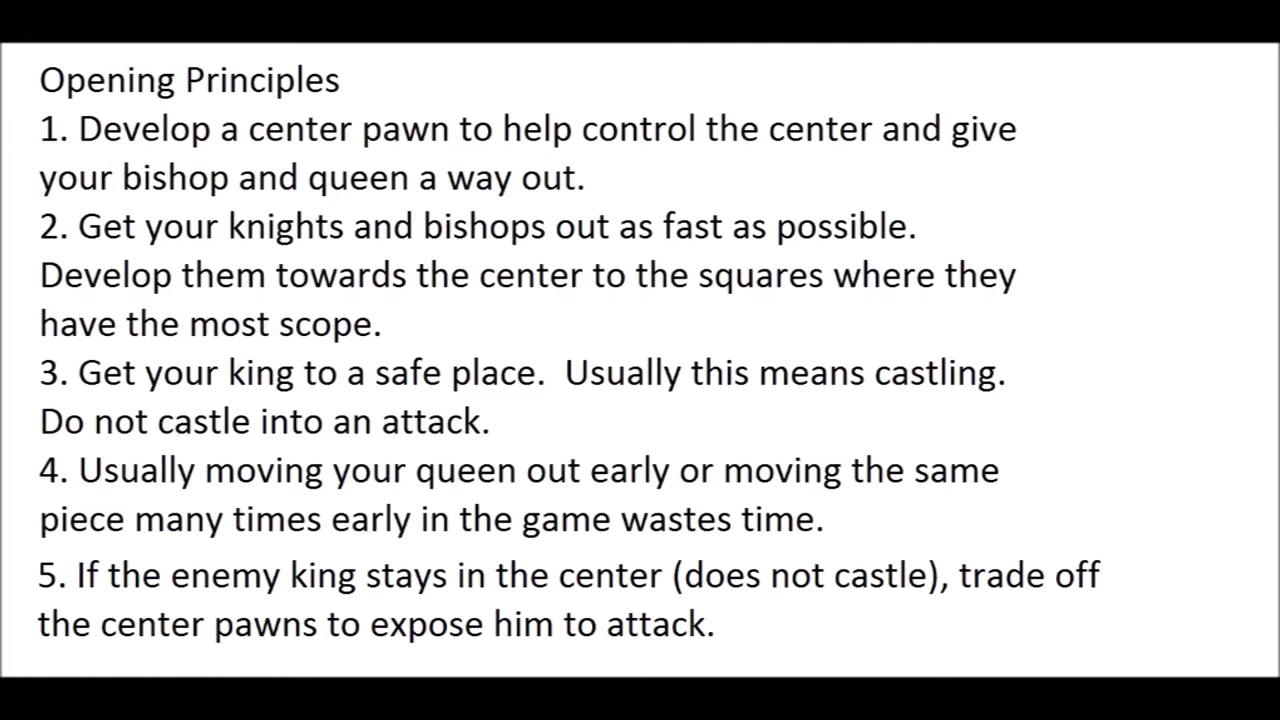 Opening Principles
1. Develop a center pawn to help control the center and give
your bishop and queen a way out.
2. Get your knights and bishops out as fast as possible.
Develop them towards the center to the squares where they
have the most scope.
3. Get your king to a safe place.  Usually this means castling.
Do not castle into an attack.
4. Usually moving your queen out early or moving the same
piece many times early in the game wastes time.
5. If the enemy king stays in the center (does not castle), trade off
the center pawns to expose him to attack.